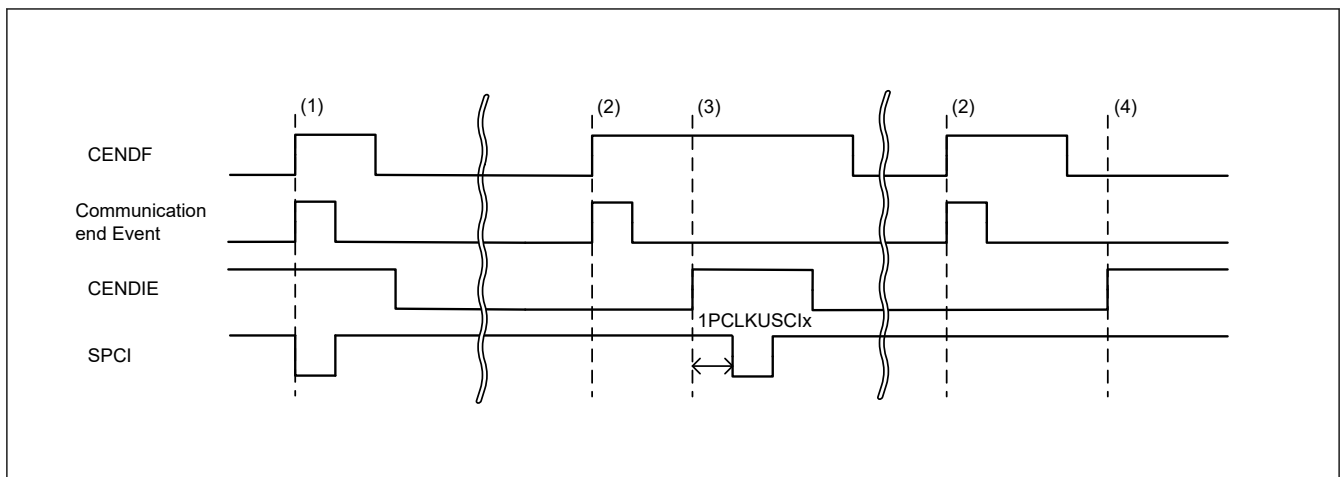 (1) (2) (3) (2) (4)
CENDF
Communication
end Event
CENDIE
1PCLKUSCIx
SPCI